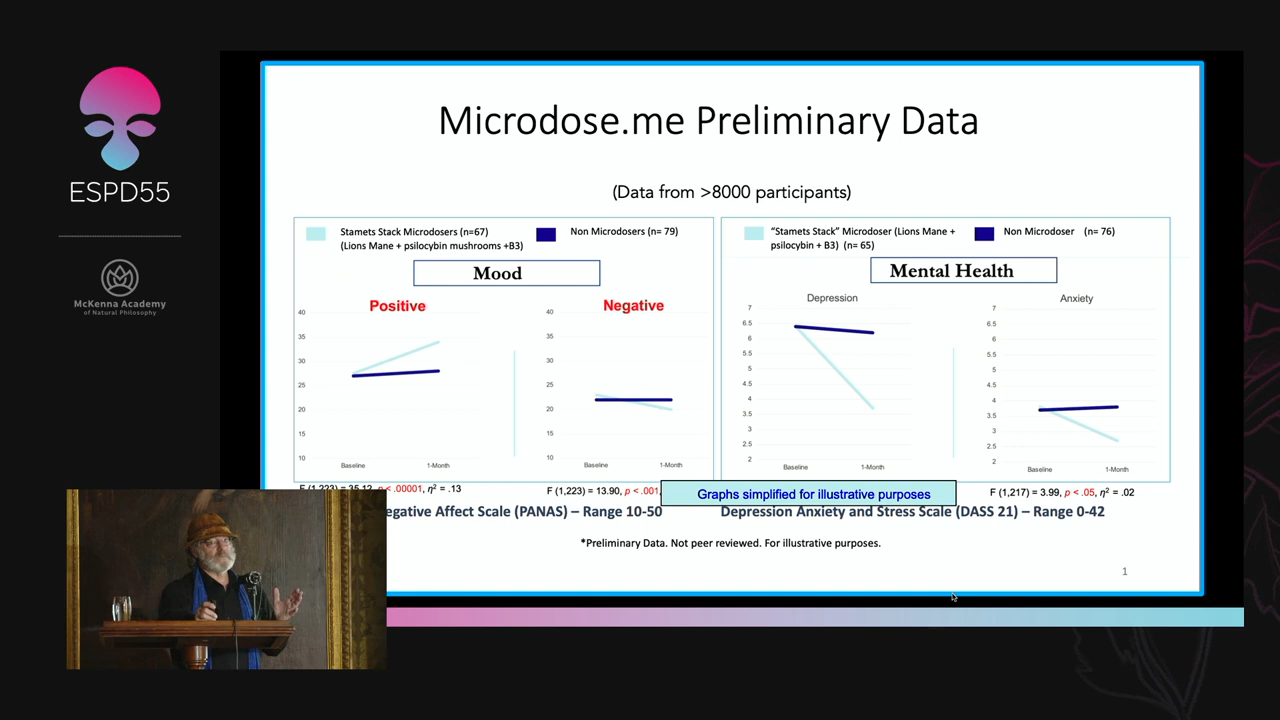 Microdose.me Preliminary Data
(Data from >8000 participants)
ESPD55
McKenna Academy
of Natural Philosophy
Stamets Stack Microdosers (n=67)
(Lions Mane + psilocybin mushrooms +B3)
Non Microdosers (n= 79)
Mood
Positive
40
35
30
25
20
15
10
Baseline
1-Month
Negative
40
35
30
25
20
15
10
Baseline
1-Month
"Stamets Stack" Microdoser (Lions Mane +
psilocybin + B3) (n= 65)
Non Microdoser (n= 76)
Mental Health
Depression
7
6.5
6
5.5
5
4.5
4
3.5
3
2.5
2
Baseline
1-Month
Anxiety
7
6.5
6
5.5
5
4.5
4
3.5
3
2.5
2
Baseline
1-Month
F (1,223) = 35.12, p < .00001, η² = .13
F (1,223) = 13.90, p < .001,
Graphs simplified for illustrative purposes
F (1,217) = 3.99, p < .05, η² = .02
Affect Scale (PANAS) – Range 10-50
Depression Anxiety and Stress Scale (DASS 21) – Range 0-42
*Preliminary Data. Not peer reviewed. For illustrative purposes.
1